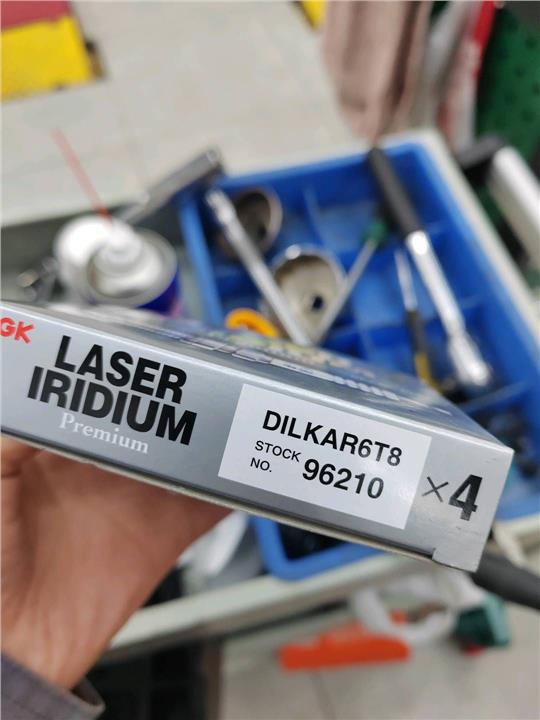 GK
LASER
IRIDIUM
Premium
DILKAR6T8
STOCK
NO. 96210
×4